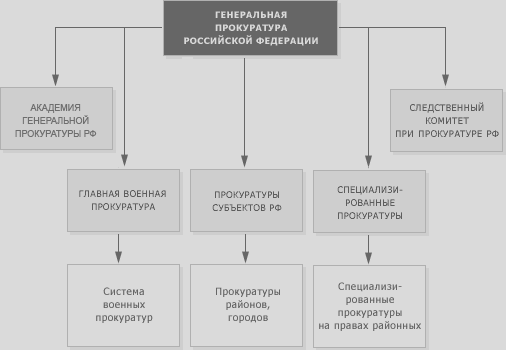 ГЕНЕРАЛЬНАЯ
ПРОКУРАТУРА
РОССИЙСКОЙ ФЕДЕРАЦИИ
АКАДЕМИЯ
ГЕНЕРАЛЬНОЙ
ПРОКУРАТУРЫ РФ
СЛЕДСТВЕННЫЙ
КОМИТЕТ
ПРИ ПРОКУРАТУРЕ РФ
ГЛАВНАЯ ВОЕННАЯ
ПРОКУРАТУРА
ПРОКУРАТУРЫ
СУБЪЕКТОВ РФ
СПЕЦИАЛИЗИ-
РОВАННЫЕ
ПРОКУРАТУРЫ
Система
военных
прокуратур
Прокуратуры
районов,
городов
Специализи-
рованные
прокуратуры
на правах районных